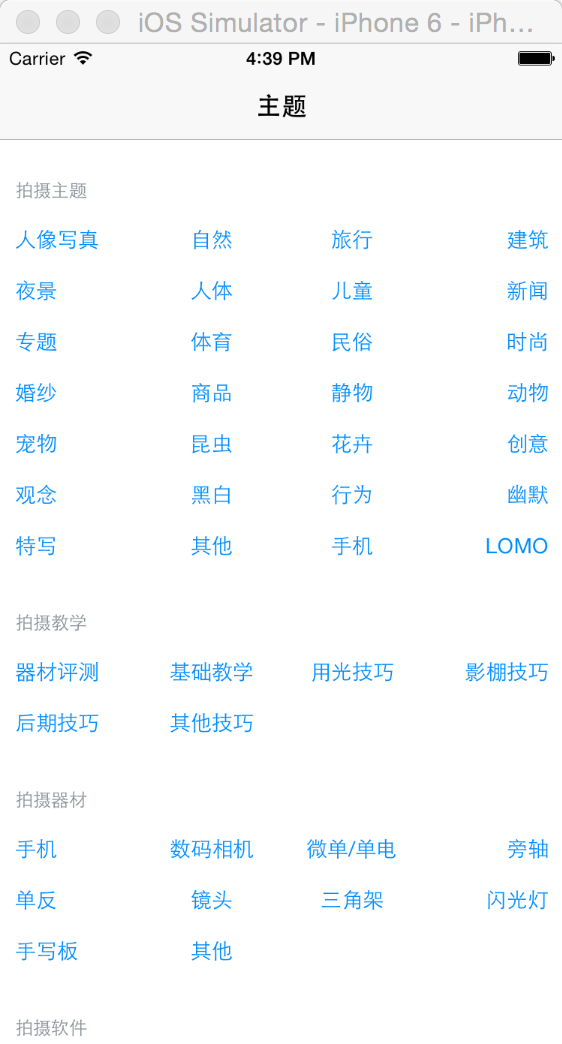 iOS Simulator - iPhone 6 - iPh...
Carrier 4:39 PM
主题
拍摄主题
人像写真 自然 旅行 建筑
夜景 人体 儿童 新闻
专题 体育 民俗 时尚
婚纱 商品 静物 动物
宠物 昆虫 花卉 创意
观念 黑白 行为 幽默
特写 其他 手机 LOMO
拍摄教学
器材评测 基础教学 用光技巧 影棚技巧
后期技巧 其他技巧
拍摄器材
手机 数码相机 微单/单电 旁轴
单反 镜头 三角架 闪光灯
手写板 其他
拍摄软件